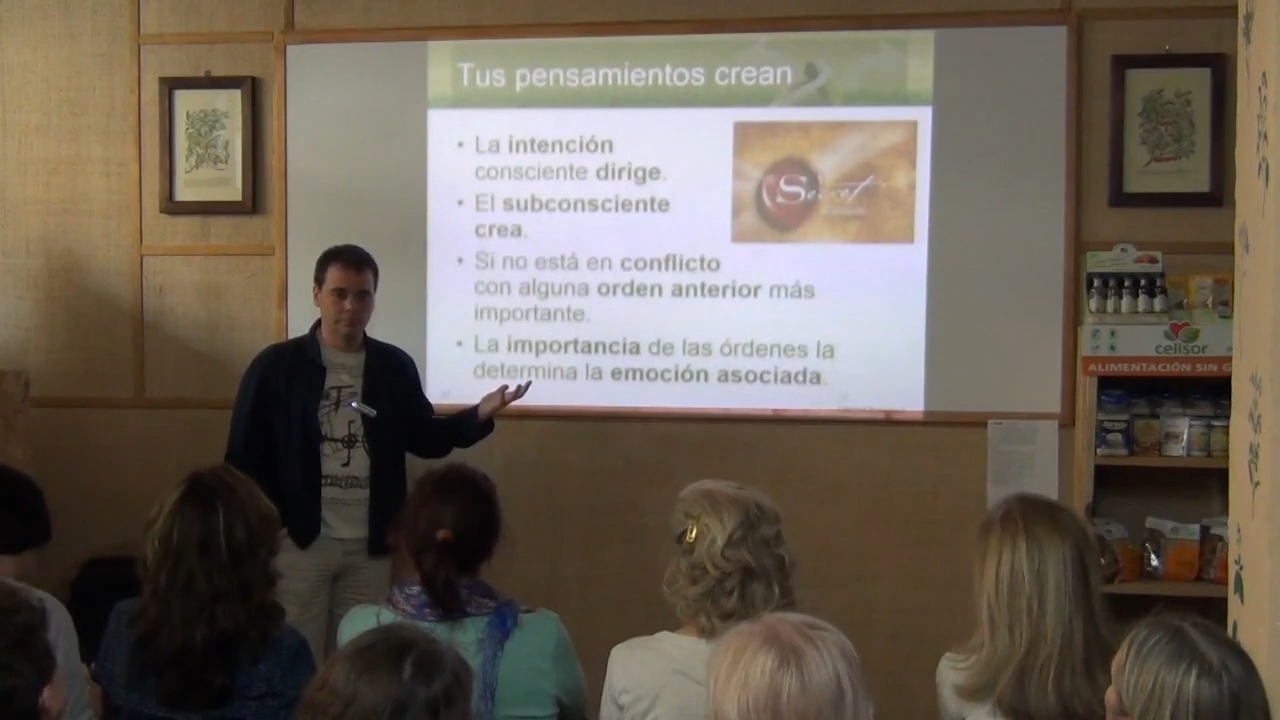 Tus pensamientos crean
• La intención
consciente dirige.
• El subconsciente
crea.
• Si no está en conflicto
con alguna orden anterior más
importante.
• La importancia de las órdenes la
determina la emoción asociada.
Secret
celisor
ALIMENTACIÓN SIN G